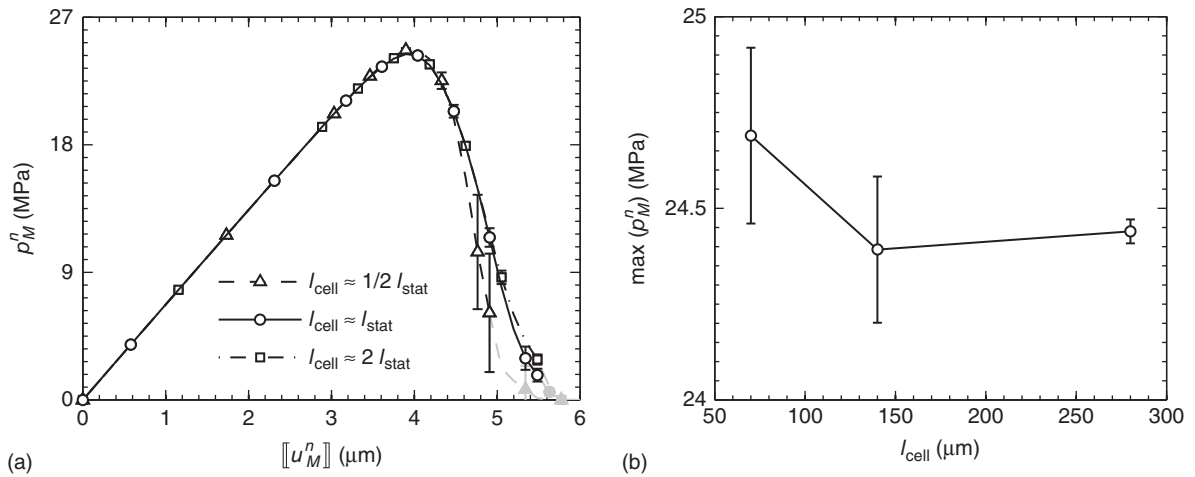 27
18
9
0
p_M^n (MPa)
l_cell ≈ 1/2 l_stat
l_cell ≈ l_stat
l_cell ≈ 2 l_stat
0 1 2 3 4 5 6
⟦u_M^n⟧ (μm)
(a)
25
24.5
24
max (p_M^n) (MPa)
50 100 150 200 250 300
l_cell (μm)
(b)